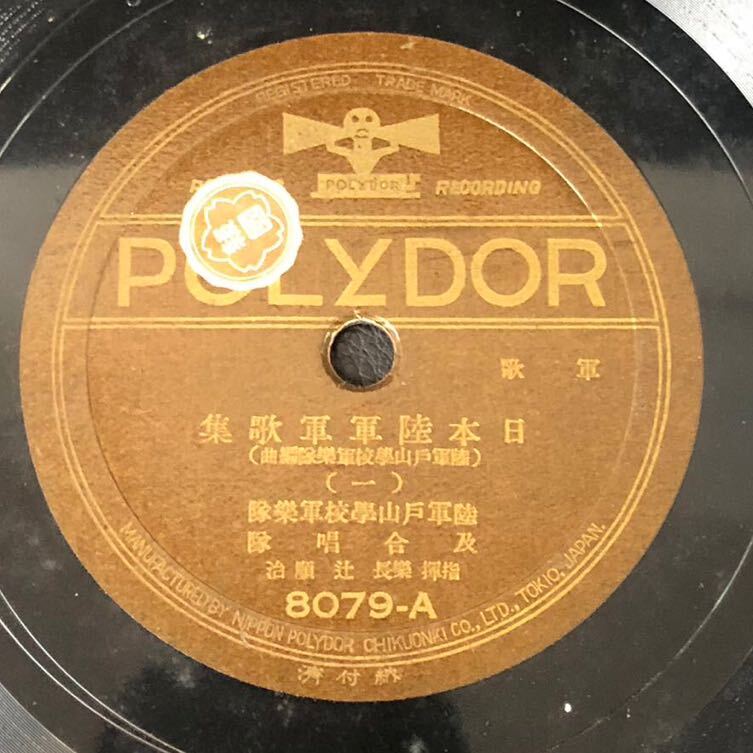 REGISTERED TRADE MARK
POLYDOR
RECORDING
POLYDOR
軍歌
日本陸軍軍歌集
(陸軍戶山學校軍樂隊編曲)
(一)
陸軍戶山學校軍樂隊
及合唱隊
指揮 樂長 辻順治
8079-A
MANUFACTURED BY NIPPON POLYDOR CHIKUONKI CO., LTD., TOKIO, JAPAN.
納付濟